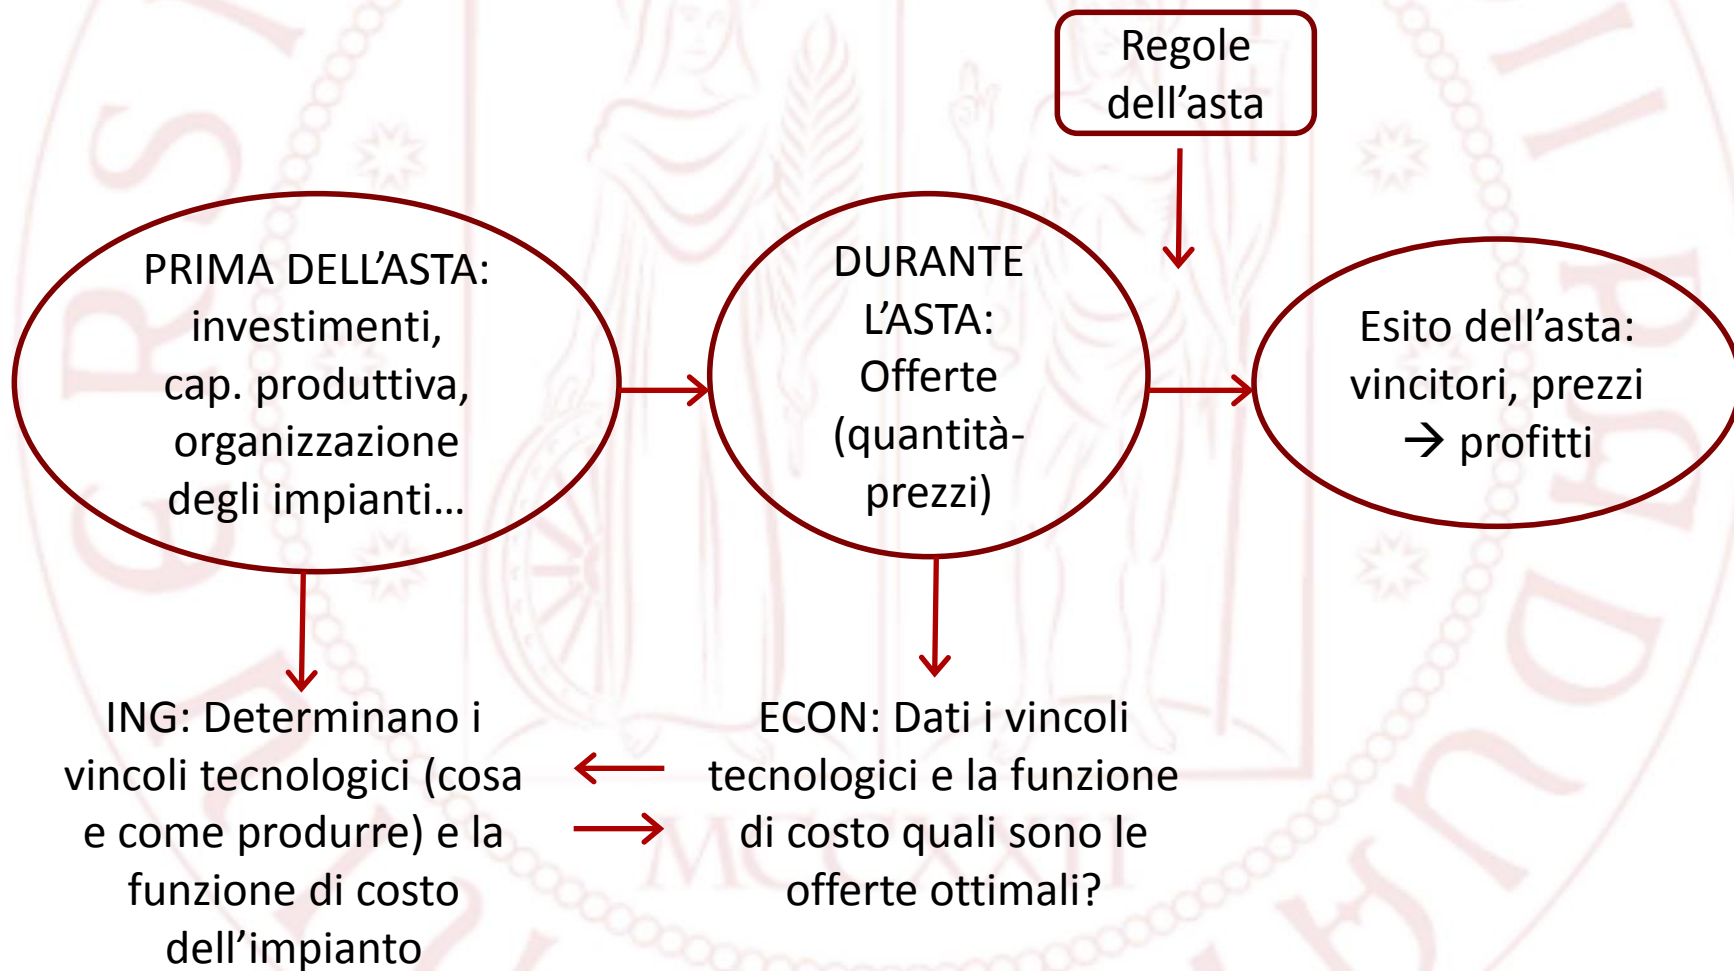 Regole
dell'asta
PRIMA DELL'ASTA:
investimenti,
cap. produttiva,
organizzazione
degli impianti…
DURANTE
L'ASTA:
Offerte
(quantità-
prezzi)
Esito dell'asta:
vincitori, prezzi
→ profitti
ING: Determinano i
vincoli tecnologici (cosa
e come produrre) e la
funzione di costo
dell'impianto
ECON: Dati i vincoli
tecnologici e la funzione
di costo quali sono le
offerte ottimali?